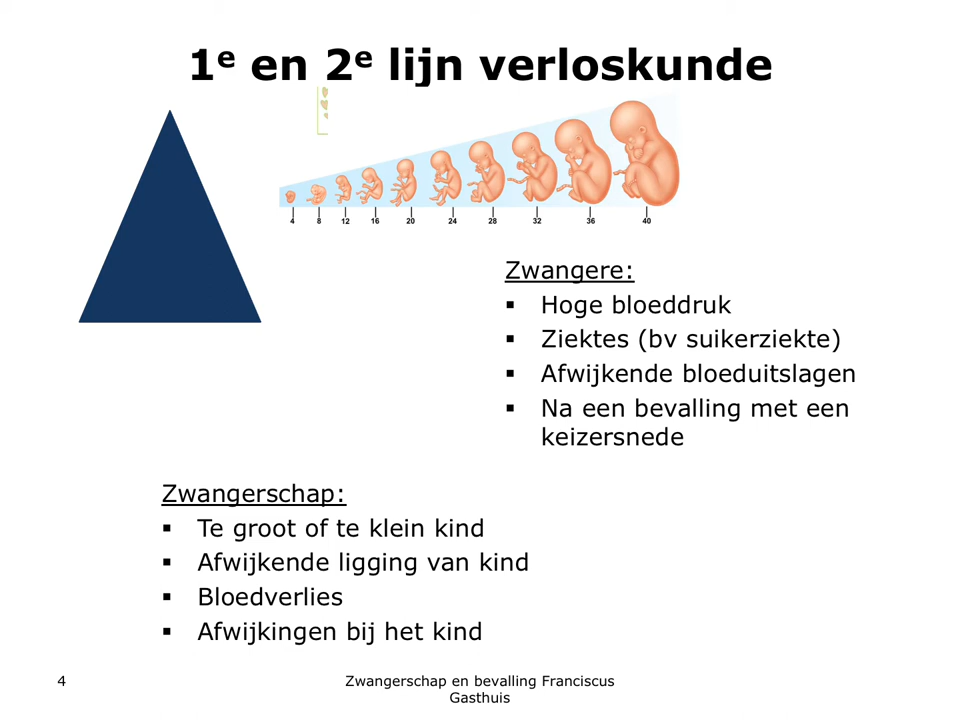 1e en 2e lijn verloskunde
4 8 12 16 20 24 28 32 36 40
Zwangere:
▪ Hoge bloeddruk
▪ Ziektes (bv suikerziekte)
▪ Afwijkende bloeduitslagen
▪ Na een bevalling met een
keizersnede
Zwangerschap:
▪ Te groot of te klein kind
▪ Afwijkende ligging van kind
▪ Bloedverlies
▪ Afwijkingen bij het kind
4
Zwangerschap en bevalling Franciscus
Gasthuis